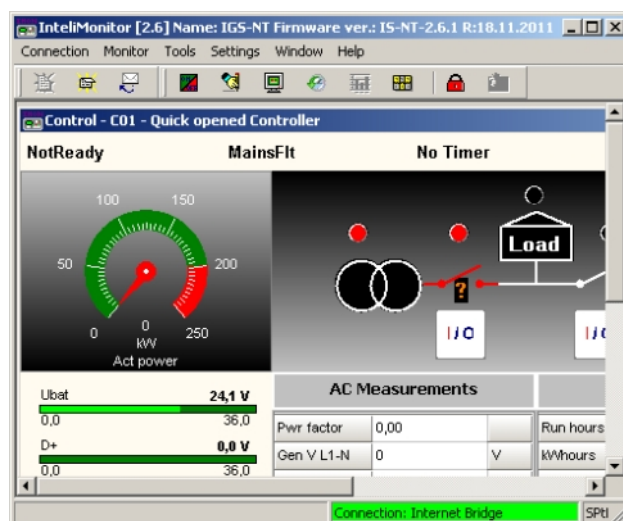 InteliMonitor [2.6] Name: IGS-NT Firmware ver.: IS-NT-2.6.1 R:18.11.2011
Connection Monitor Tools Settings Window Help
Control - C01 - Quick opened Controller
NotReady MainsFlt No Timer
100 150
50 200
0 0 250
kW
Act power
Load
?
I/O I/O
Ubat 24,1 V
0,0 36,0
D+ 0,0 V
0,0 36,0
AC Measurements
Pwr factor 0,00 Run hours
Gen V L1-N 0 V kWhours
Connection: Internet Bridge SPtl